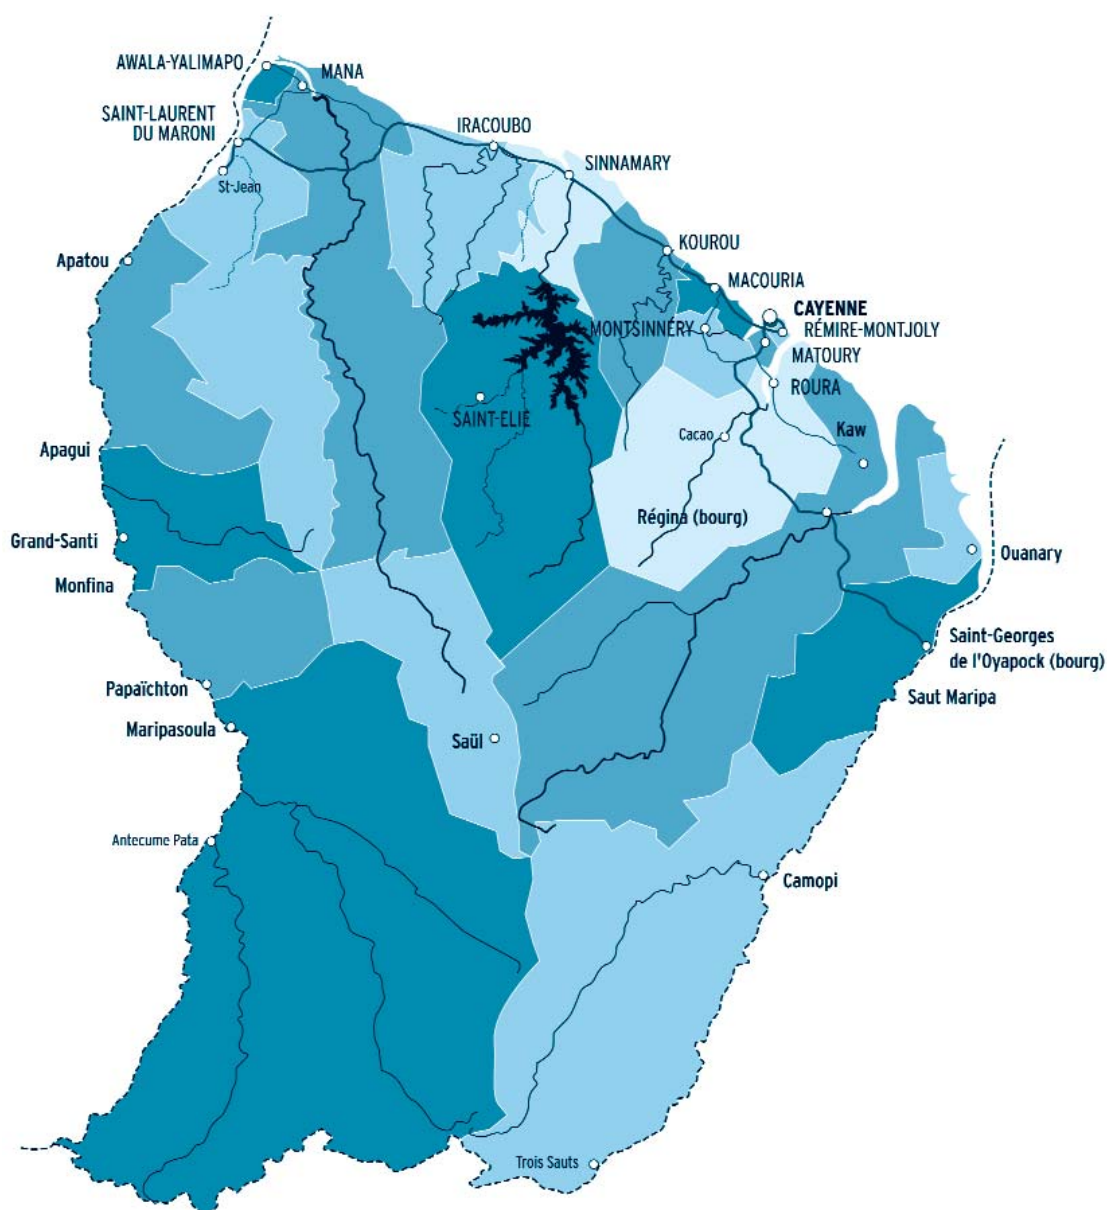 AWALA-YALIMAPO
MANA
SAINT-LAURENT
DU MARONI
IRACOUBO
SINNAMARY
St-Jean
KOUROU
Apatou
MACOURIA
CAYENNE
MONTSINNÉRY
RÉMIRE-MONTJOLY
MATOURY
ROURA
SAINT-ELIE
Cacao
Kaw
Apagui
Régina (bourg)
Grand-Santi
Ouanary
Monfina
Saint-Georges
de l'Oyapock (bourg)
Papaïchton
Saut Maripa
Maripasoula
Saül
Antecume Pata
Camopi
Trois Sauts